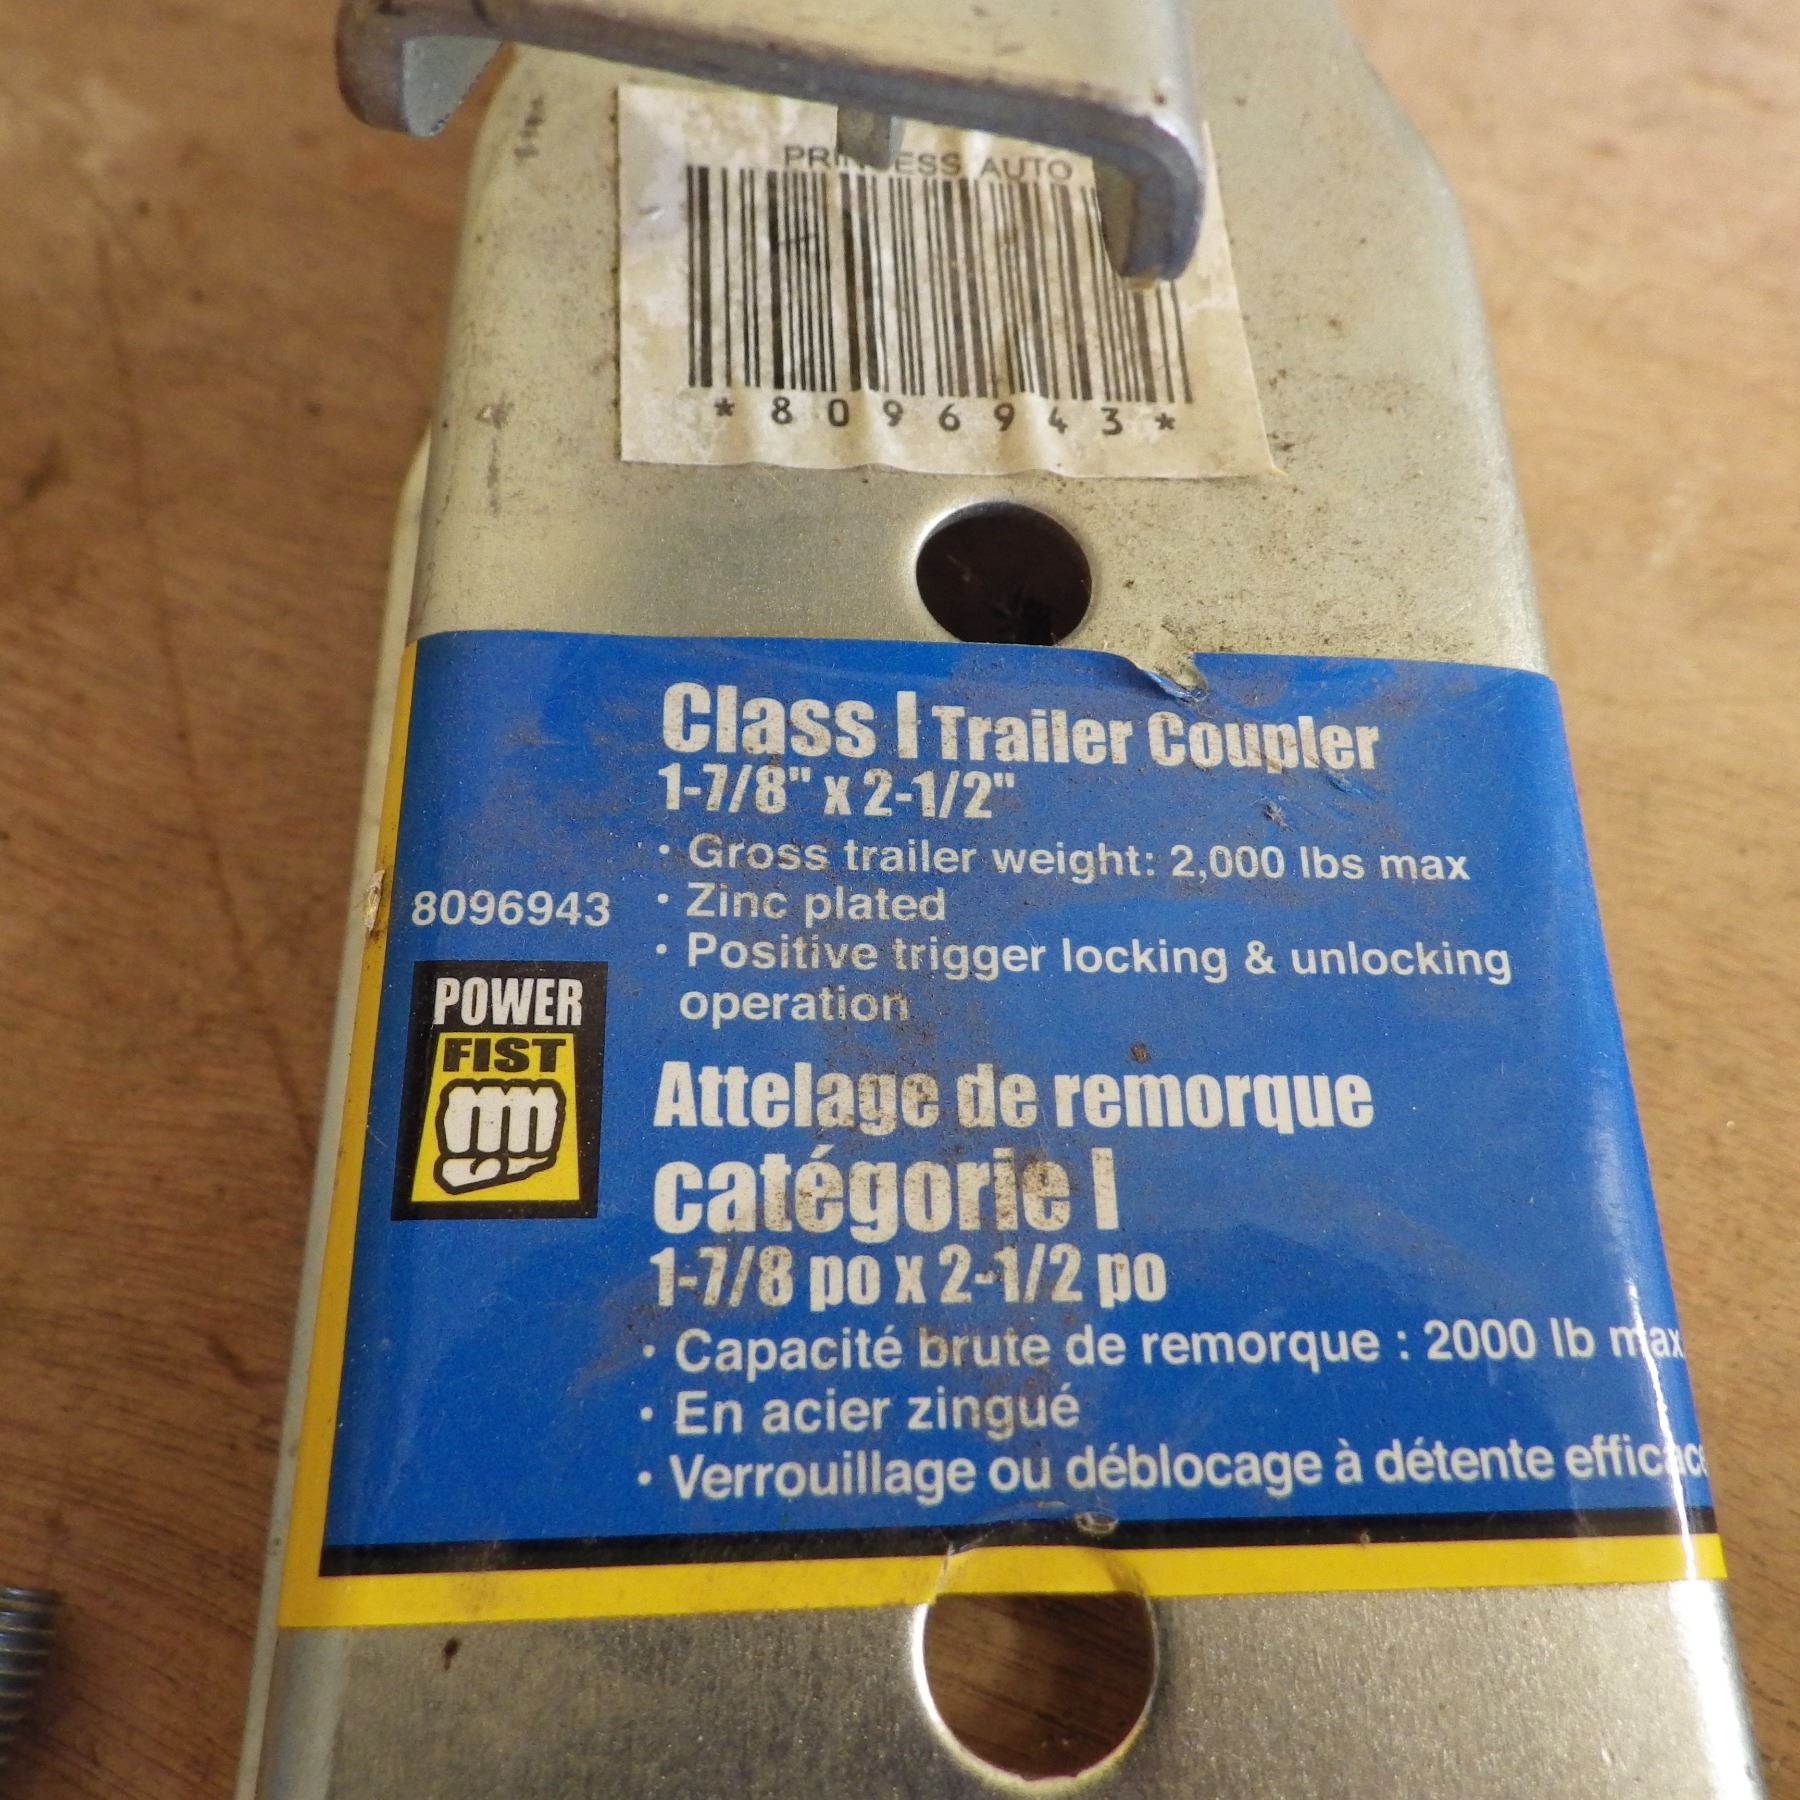 PRINCESS AUTO
*8096943*
Class I Trailer Coupler
1-7/8" x 2-1/2"
• Gross trailer weight: 2,000 lbs max
8096943
• Zinc plated
• Positive trigger locking & unlocking
operation
POWER
FIST
Attelage de remorque
catégorie I
1-7/8 po x 2-1/2 po
• Capacité brute de remorque : 2000 lb max
• En acier zingué
• Verrouillage ou déblocage à détente efficace